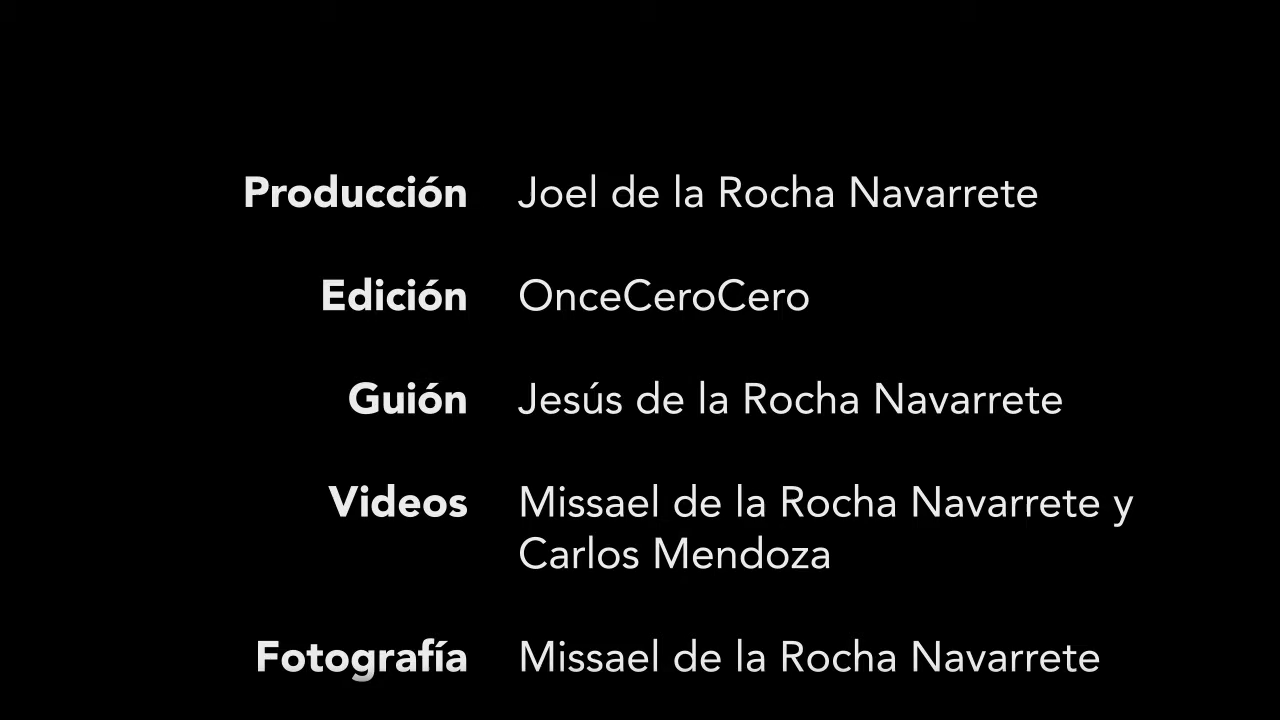 Producción Joel de la Rocha Navarrete
Edición OnceCeroCero
Guión Jesús de la Rocha Navarrete
Videos Missael de la Rocha Navarrete y
Carlos Mendoza
Fotografía Missael de la Rocha Navarrete